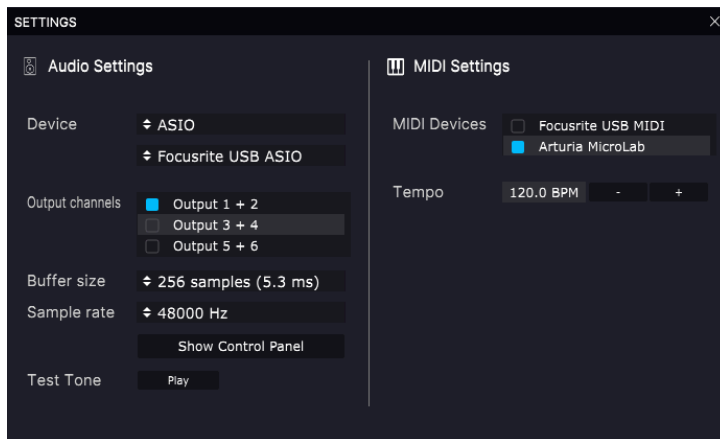 SETTINGS
Audio Settings
Device
ASIO
Focusrite USB ASIO
Output channels
Output 1 + 2
Output 3 + 4
Output 5 + 6
Buffer size
256 samples (5.3 ms)
Sample rate
48000 Hz
Show Control Panel
Test Tone
Play
MIDI Settings
MIDI Devices
Focusrite USB MIDI
Arturia MicroLab
Tempo
120.0 BPM
-
+